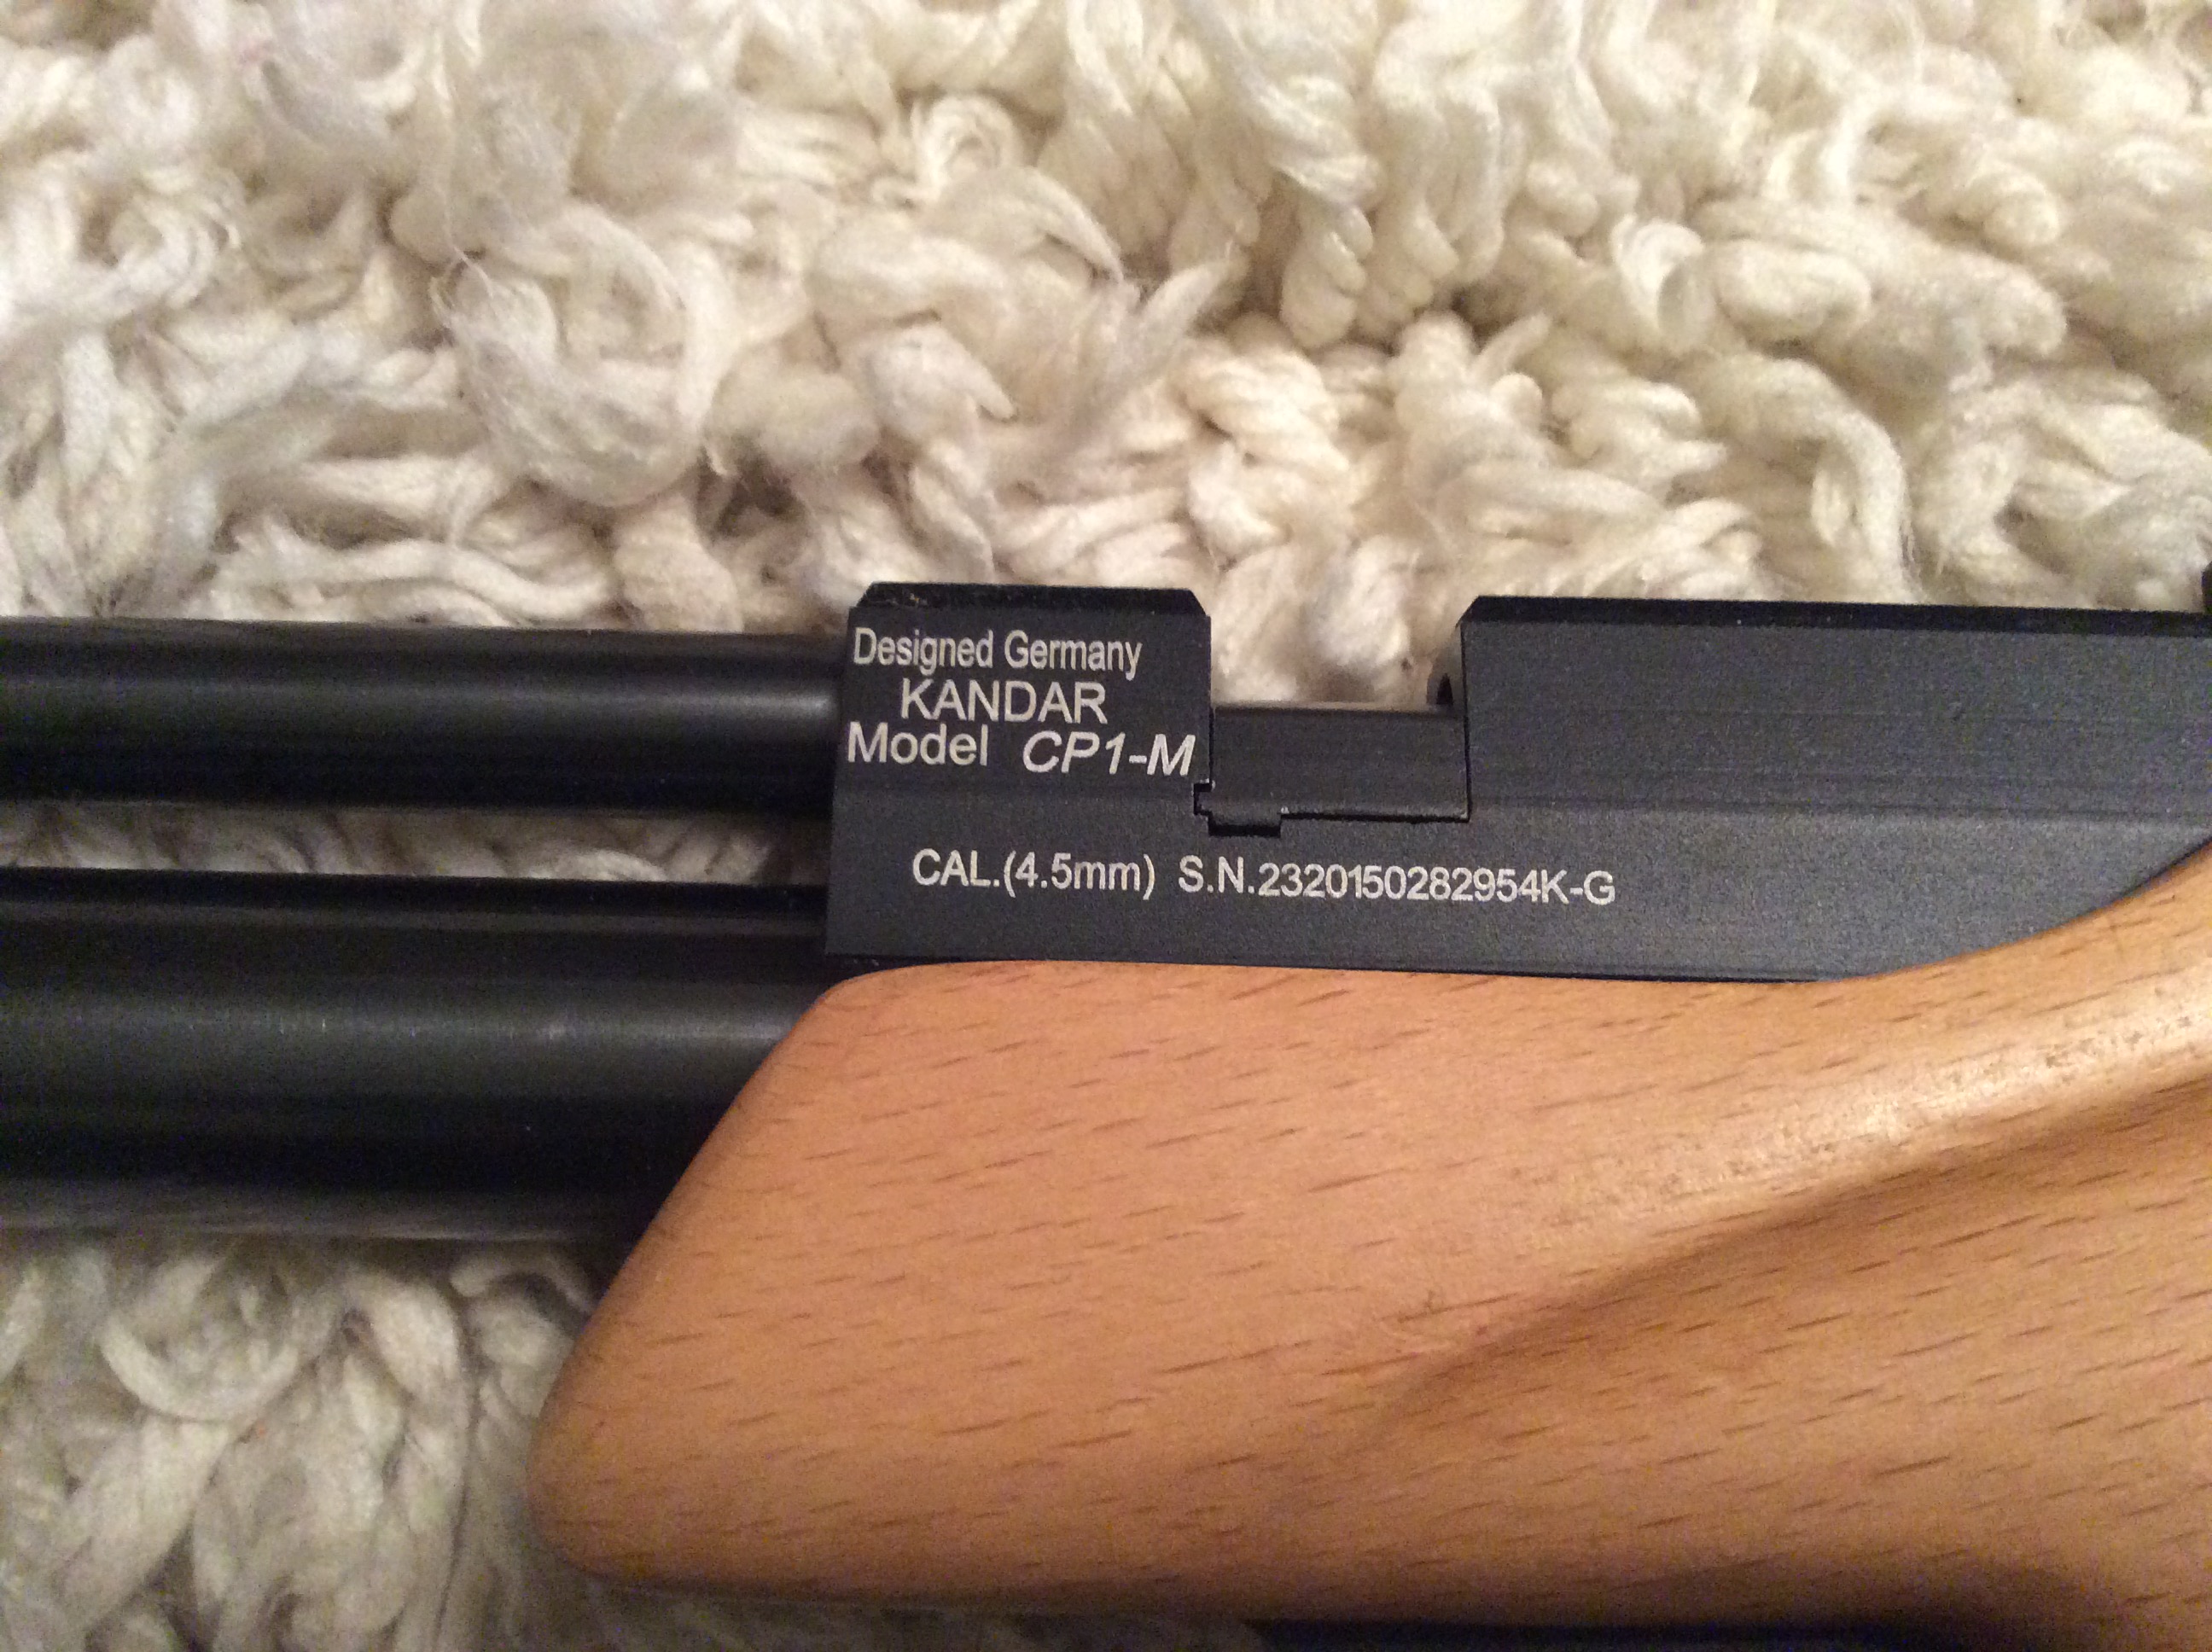 Designed Germany
KANDAR
Model CP1-M
CAL.(4.5mm) S.N.2320150282954K-G